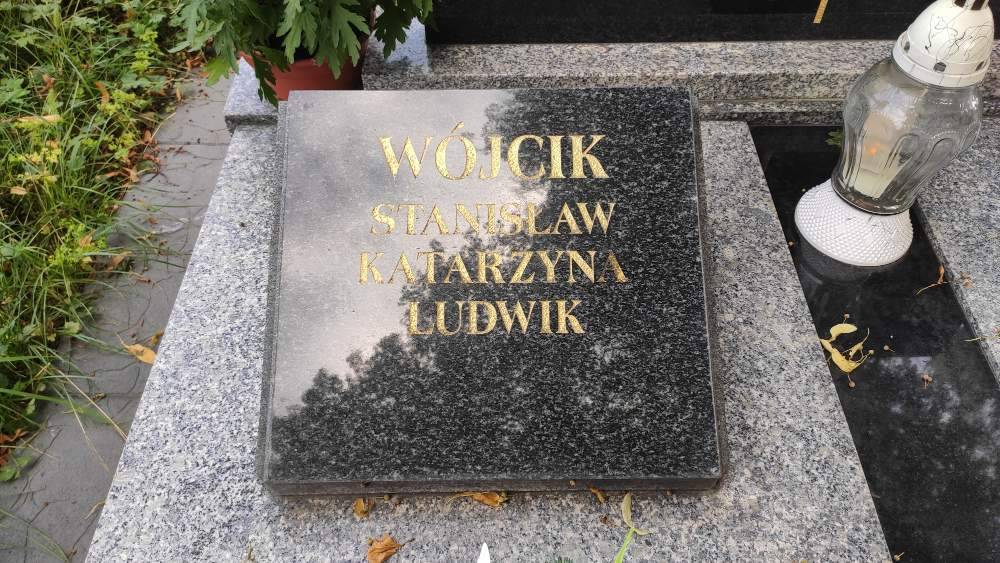 WÓJCIK
STANISŁAW
KATARZYNA
LUDWIK